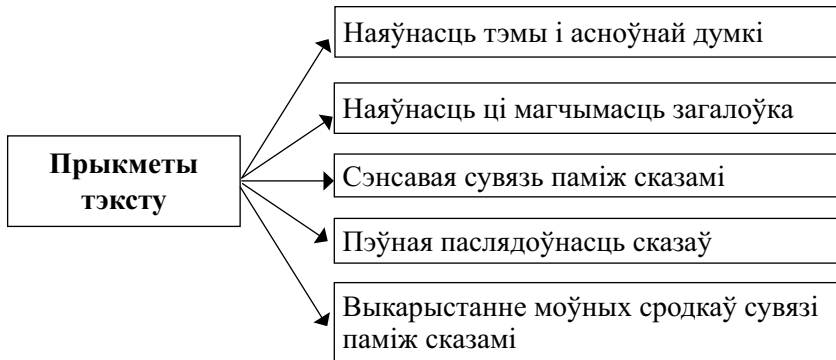 Прыкметы
тэксту
Наяўнасць тэмы і асноўнай думкі
Наяўнасць ці магчымасць загалоўка
Сэнсавая сувязь паміж сказамі
Пэўная паслядоўнасць сказаў
Выкарыстанне моўных сродкаў сувязі
паміж сказамі